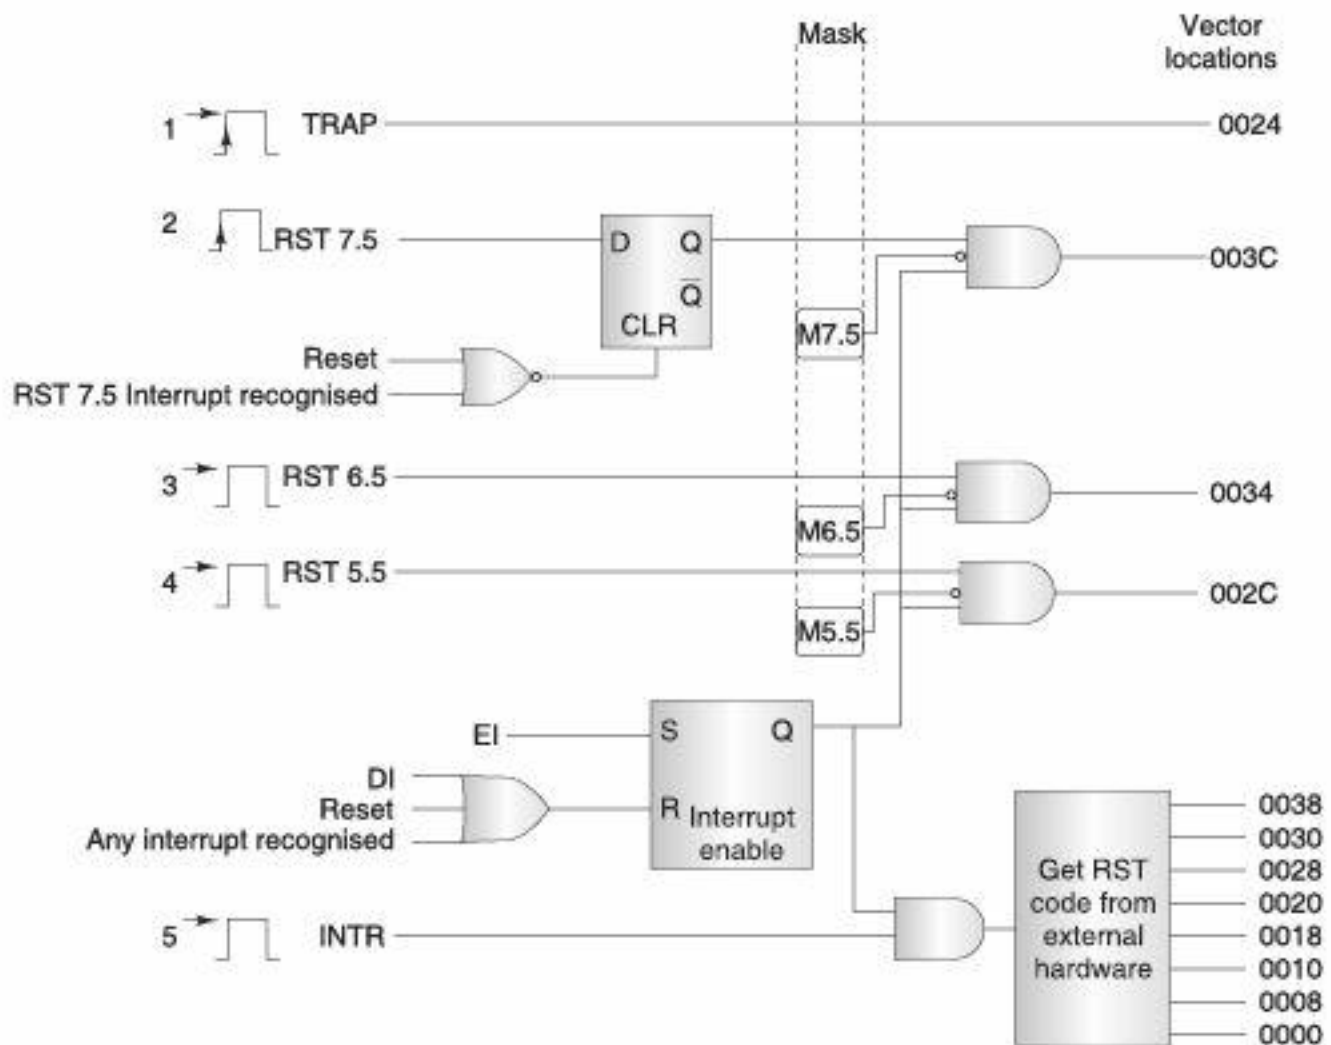 Mask
Vector
locations
1
TRAP
0024
2
RST 7.5
D
Q
Q̅
CLR
003C
M7.5
Reset
RST 7.5 Interrupt recognised
3
RST 6.5
0034
M6.5
4
RST 5.5
002C
M5.5
EI
S
Q
DI
Reset
Any interrupt recognised
R
Interrupt
enable
5
INTR
Get RST
code from
external
hardware
0038
0030
0028
0020
0018
0010
0008
0000